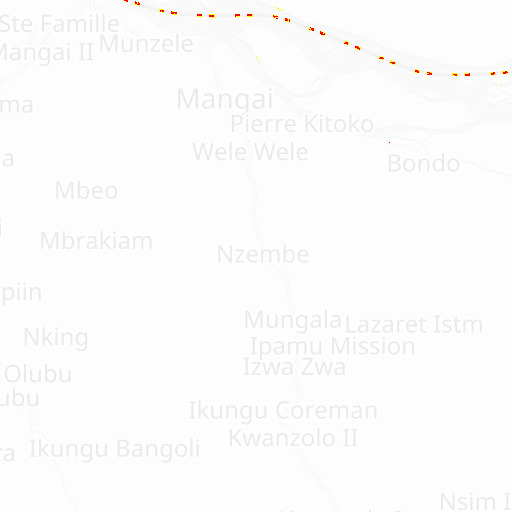 Ste Famille
Mangai II
Munzele
Mangai
Pierre Kitoko
Wele Wele
Bondo
Mbeo
Mbrakiam
Nzembe
Nking
Mungala
Lazaret Istm
Ipamu Mission
Izwa Zwa
Olubu
Ikungu Coreman
Kwanzolo II
Ikungu Bangoli